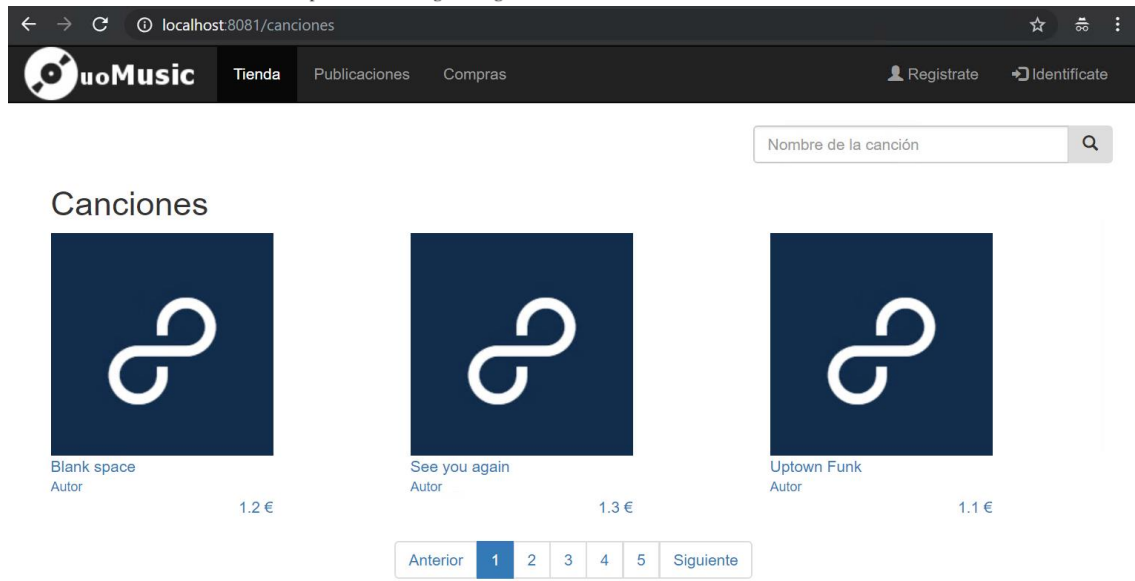 localhost:8081/canciones
uoMusic Tienda Publicaciones Compras Registrate Identifícate
Nombre de la canción
Canciones
Blank space See you again Uptown Funk
Autor Autor Autor
1.2 € 1.3 € 1.1 €
Anterior 1 2 3 4 5 Siguiente